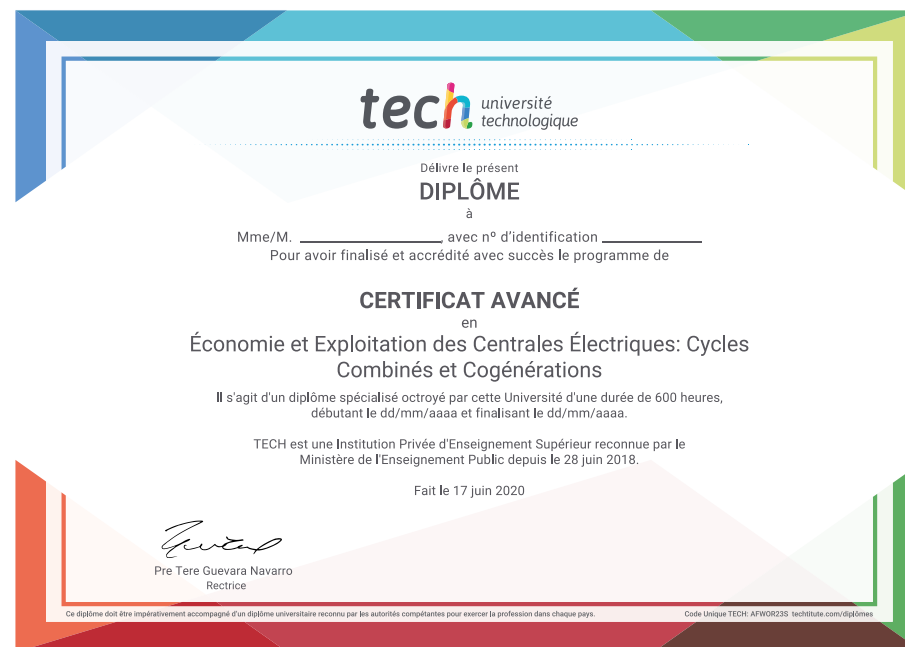 tech université
technologique
Délivre le présent
DIPLÔME
à
Mme/M. ____________________, avec nº d'identification ______________
Pour avoir finalisé et accrédité avec succès le programme de
CERTIFICAT AVANCÉ
en
Économie et Exploitation des Centrales Électriques: Cycles
Combinés et Cogénérations
Il s'agit d'un diplôme spécialisé octroyé par cette Université d'une durée de 600 heures,
débutant le dd/mm/aaaa et finalisant le dd/mm/aaaa.
TECH est une Institution Privée d'Enseignement Supérieur reconnue par le
Ministère de l'Enseignement Public depuis le 28 juin 2018.
Fait le 17 juin 2020
Pre Tere Guevara Navarro
Rectrice
Ce diplôme doit être impérativement accompagné d'un diplôme universitaire reconnu par les autorités compétentes pour exercer la profession dans chaque pays.
Code Unique TECH: AFWOR23S techtitute.com/diplômes